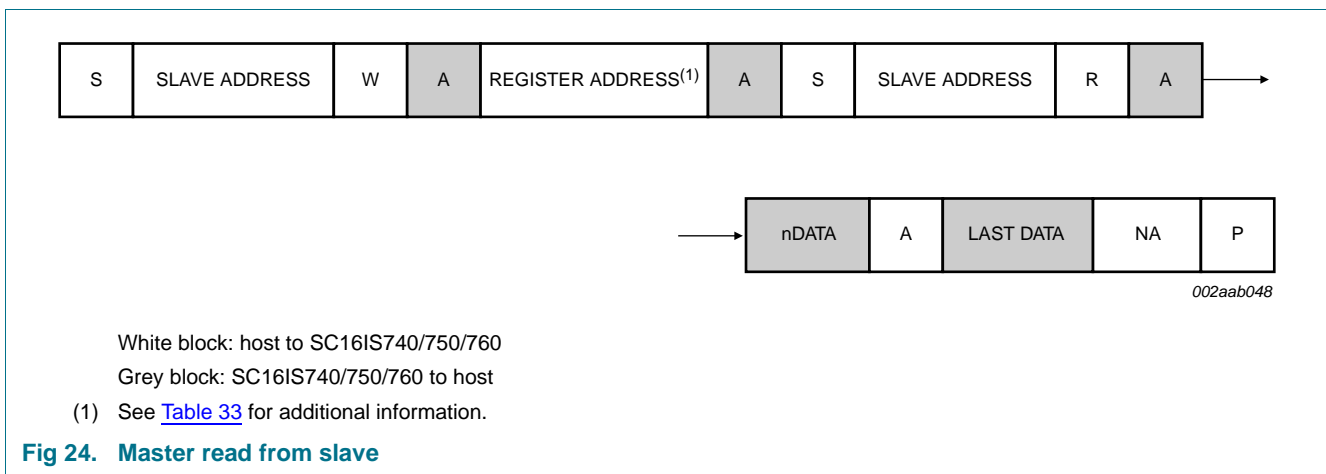 S SLAVE ADDRESS W A REGISTER ADDRESS(1) A S SLAVE ADDRESS R A
nDATA A LAST DATA NA P
002aab048
White block: host to SC16IS740/750/760
Grey block: SC16IS740/750/760 to host
(1) See Table 33 for additional information.
Fig 24. Master read from slave